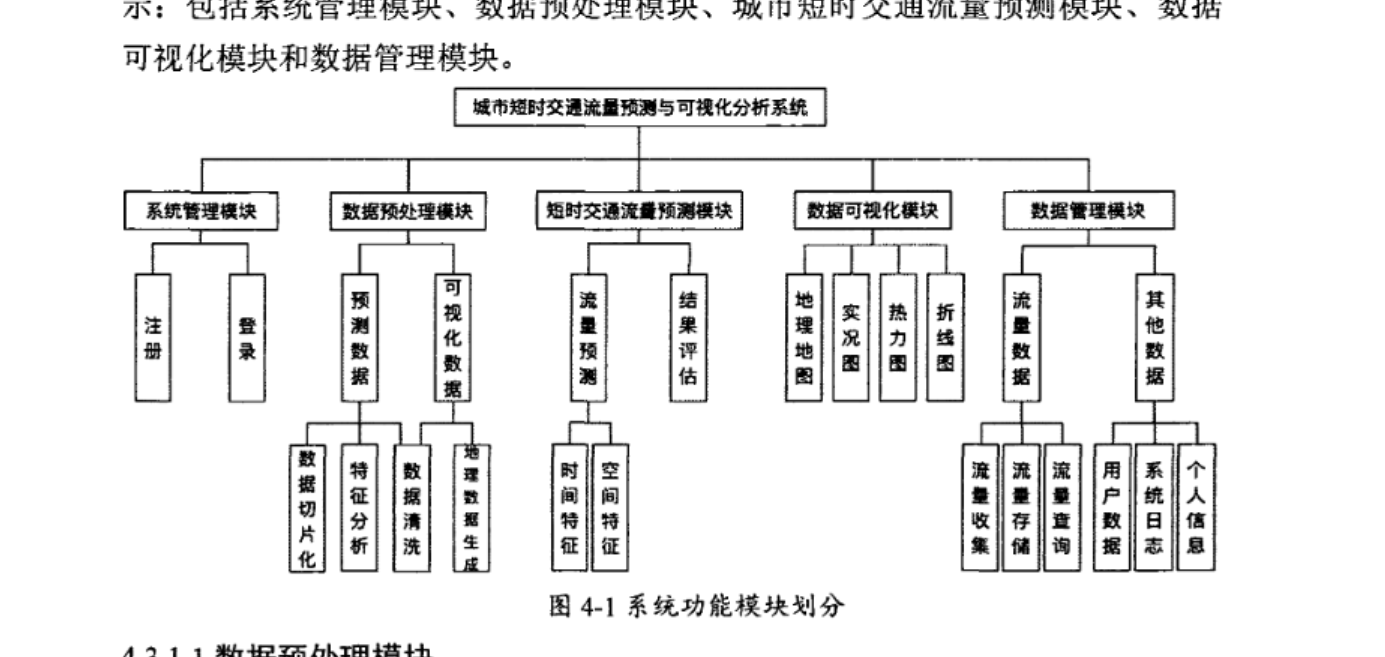 示：包括系统管理模块、数据预处理模块、城市短时交通流量预测模块、数据
可视化模块和数据管理模块。
城市短时交通流量预测与可视化分析系统
系统管理模块
数据预处理模块
短时交通流量预测模块
数据可视化模块
数据管理模块
注册
登录
预测数据
可视化数据
流量预测
结果评估
地理地图
实况图
热力图
折线图
流量数据
其他数据
数据切片化
特征分析
数据清洗
地理数据生成
时间特征
空间特征
流量收集
流量存储
流量查询
用户数据
系统日志
个人信息
图 4-1 系统功能模块划分
4.3.1.1 数据预处理模块